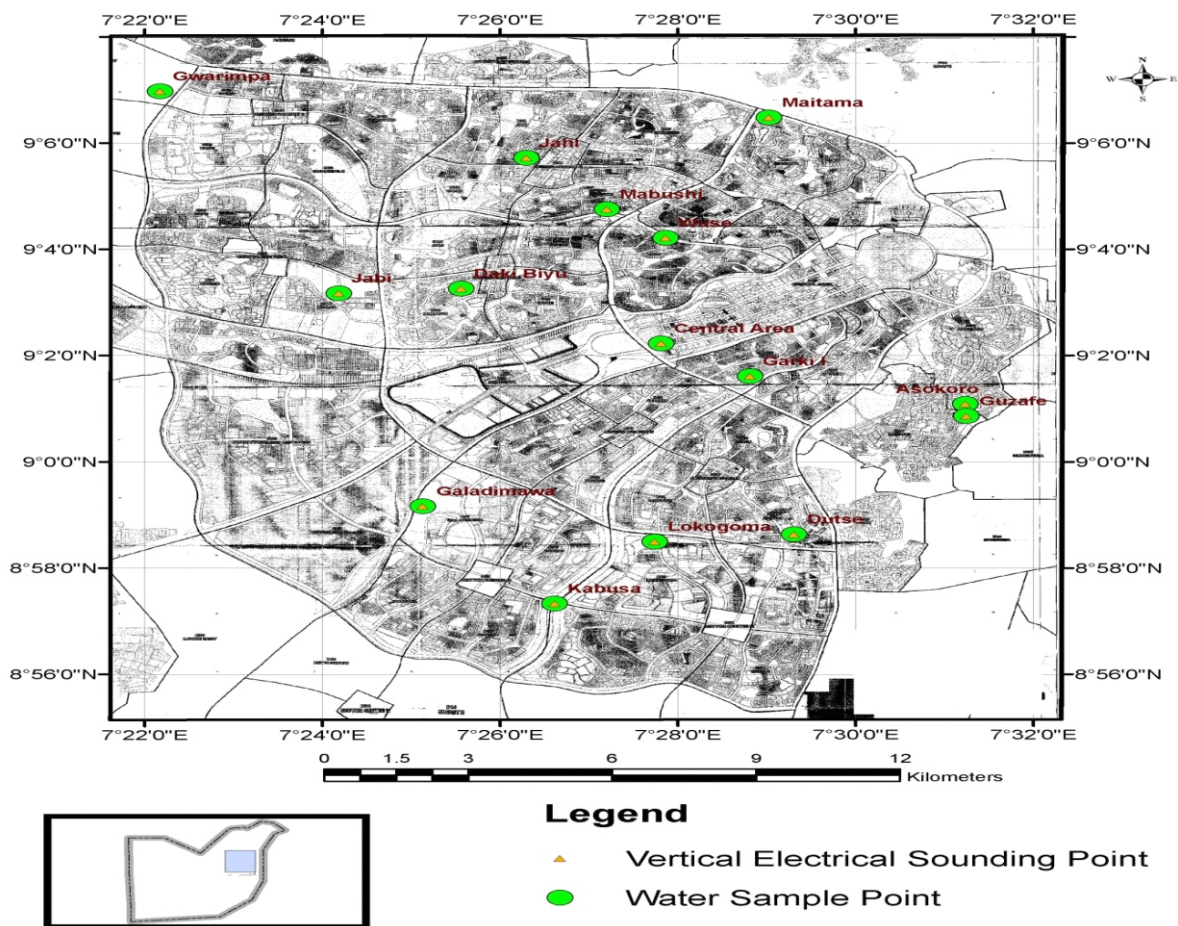 7°22'0"E 7°24'0"E 7°26'0"E 7°28'0"E 7°30'0"E 7°32'0"E
N
W E
S
Gwarimpa
Maitama
9°6'0"N 9°6'0"N
Jahi
Mabushi
Wuse
9°4'0"N 9°4'0"N
Jabi
Daki Biyu
Central Area
9°2'0"N 9°2'0"N
Garki I
Asokoro
Guzafe
9°0'0"N 9°0'0"N
Galadimawa
Lokogoma
Dutse
8°58'0"N 8°58'0"N
Kabusa
8°56'0"N 8°56'0"N
7°22'0"E 7°24'0"E 7°26'0"E 7°28'0"E 7°30'0"E 7°32'0"E
0 1.5 3 6 9 12
Kilometers
Legend
Vertical Electrical Sounding Point
Water Sample Point